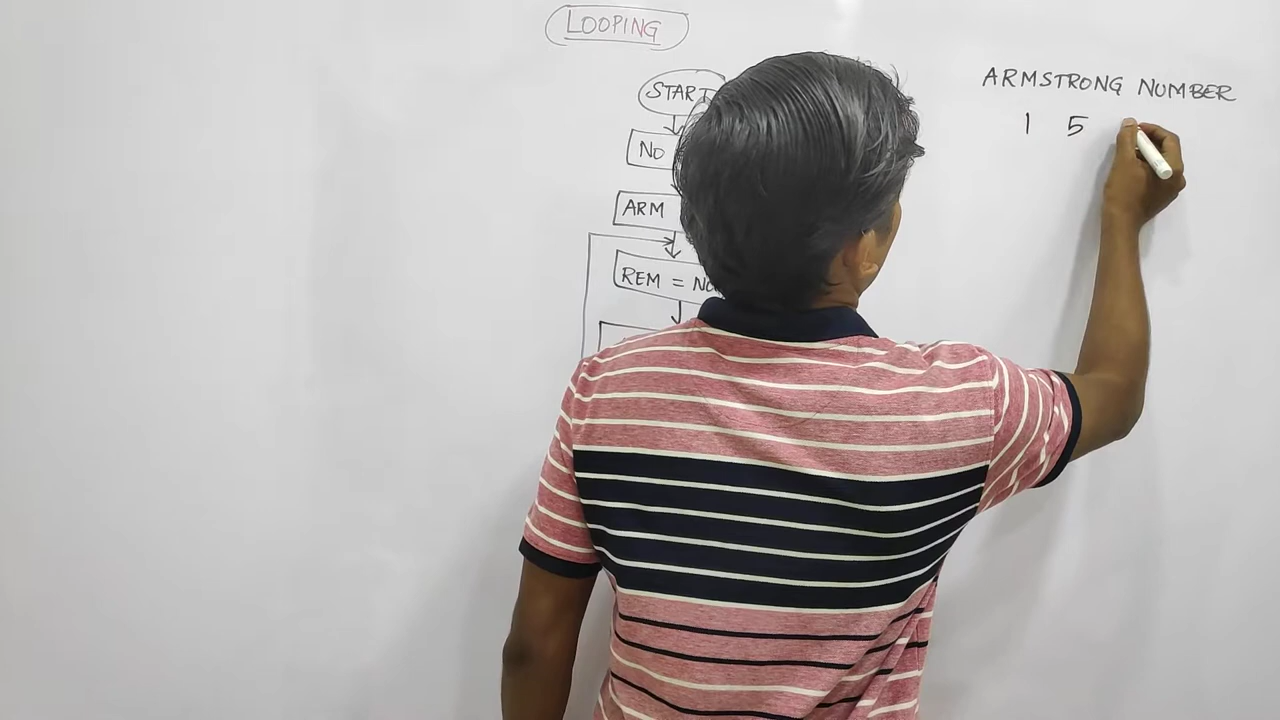 LOOPING
START
NO
ARM
REM = NO
ARMSTRONG NUMBER
1 5